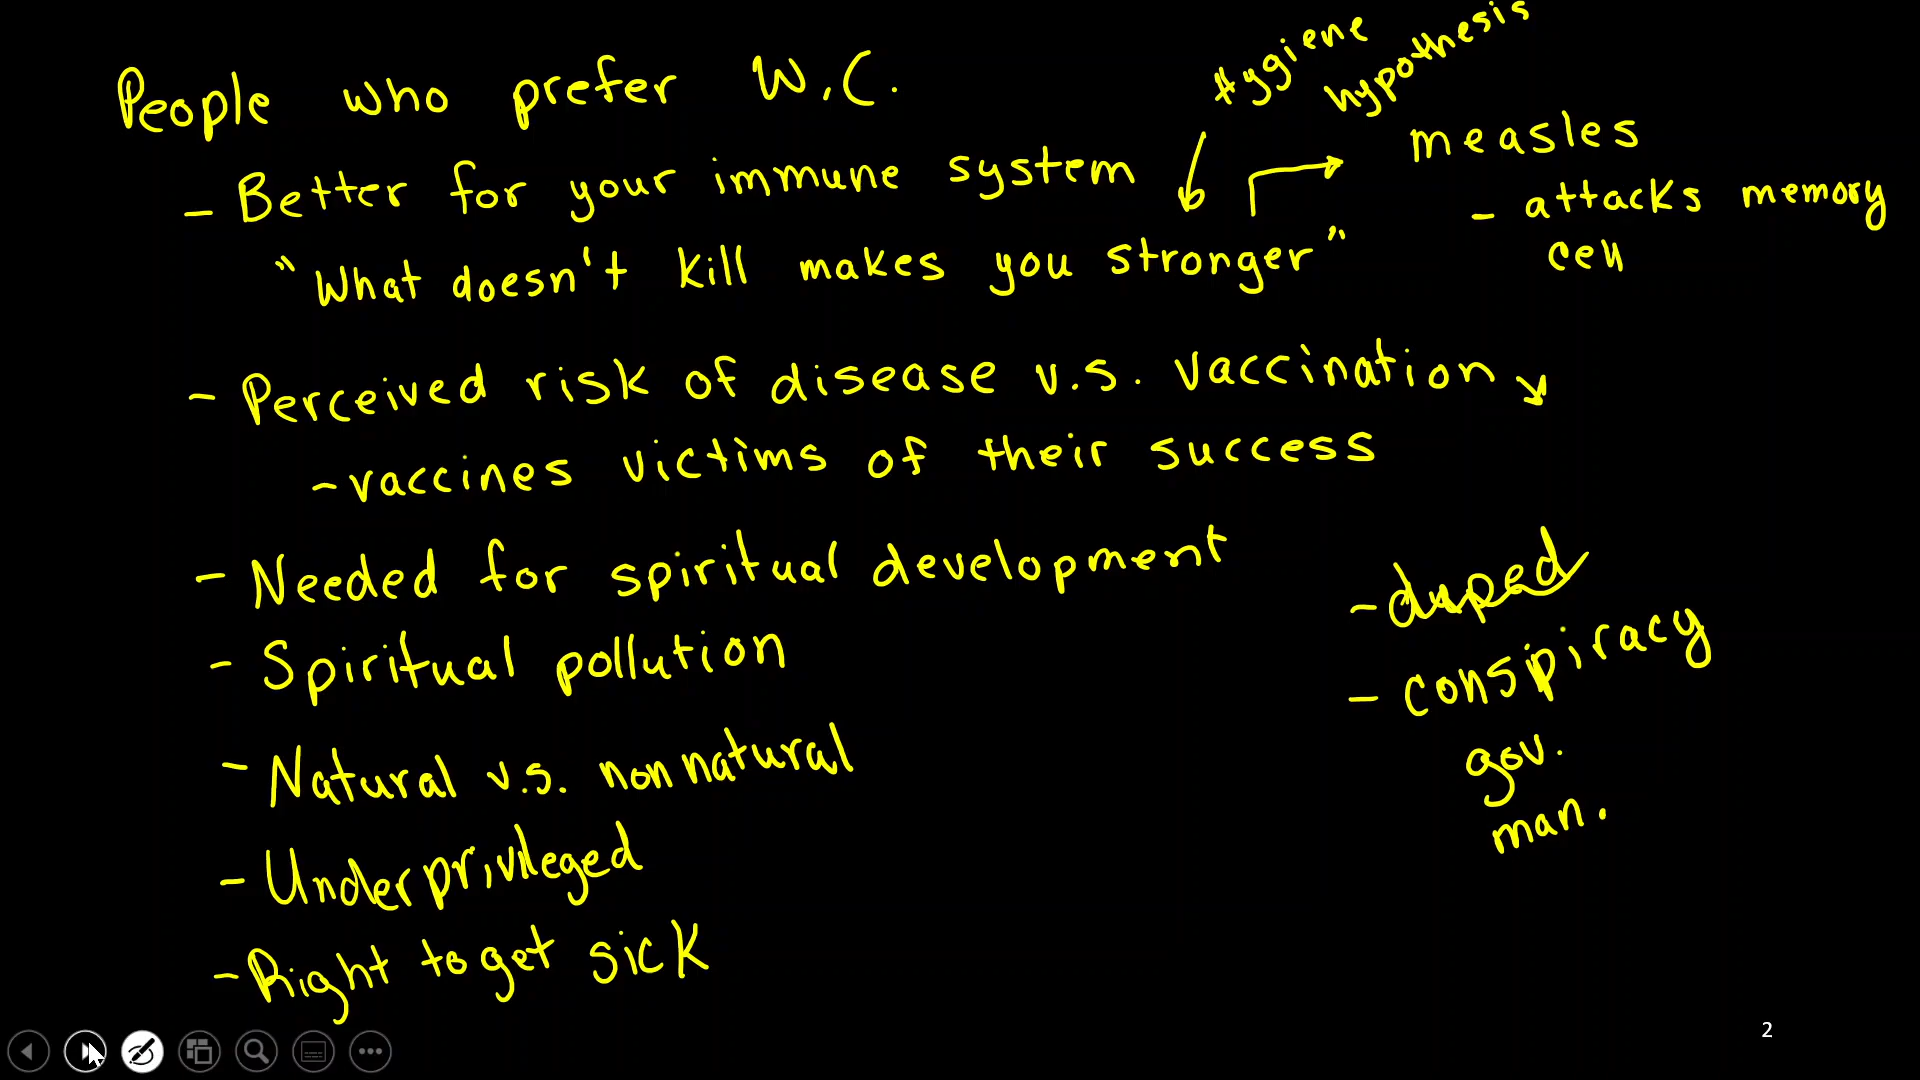 People who prefer W.C.
- Better for your immune system
"What doesn't kill makes you stronger"
Hygiene
hypothesis
measles
- attacks memory
cell
- Perceived risk of disease v.s. vaccination
- vaccines victims of their success
- Needed for spiritual development
- Spiritual pollution
- Natural v.s. nonnatural
- Underprivileged
- Right to get sick
- duped
- conspiracy
gov.
man.
2